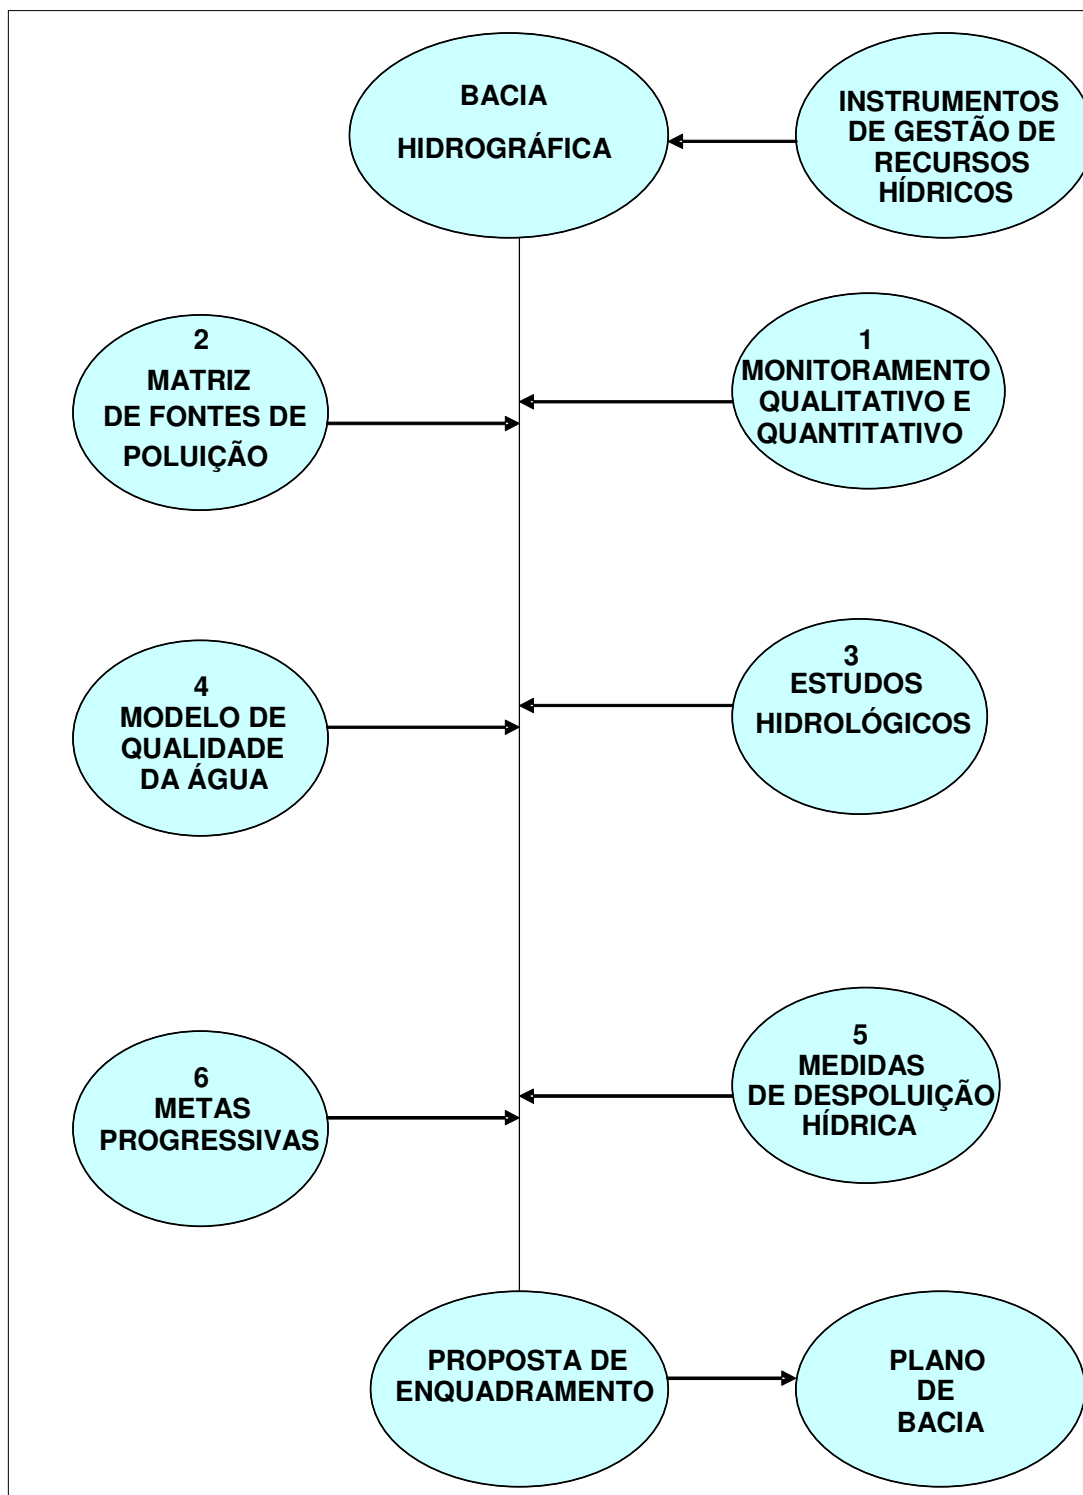 BACIA
HIDROGRÁFICA
INSTRUMENTOS
DE GESTÃO DE
RECURSOS
HÍDRICOS
1
MONITORAMENTO
QUALITATIVO E
QUANTITATIVO
2
MATRIZ
DE FONTES DE
POLUIÇÃO
3
ESTUDOS
HIDROLÓGICOS
4
MODELO DE
QUALIDADE
DA ÁGUA
5
MEDIDAS
DE DESPOLUIÇÃO
HÍDRICA
6
METAS
PROGRESSIVAS
PROPOSTA DE
ENQUADRAMENTO
PLANO
DE
BACIA